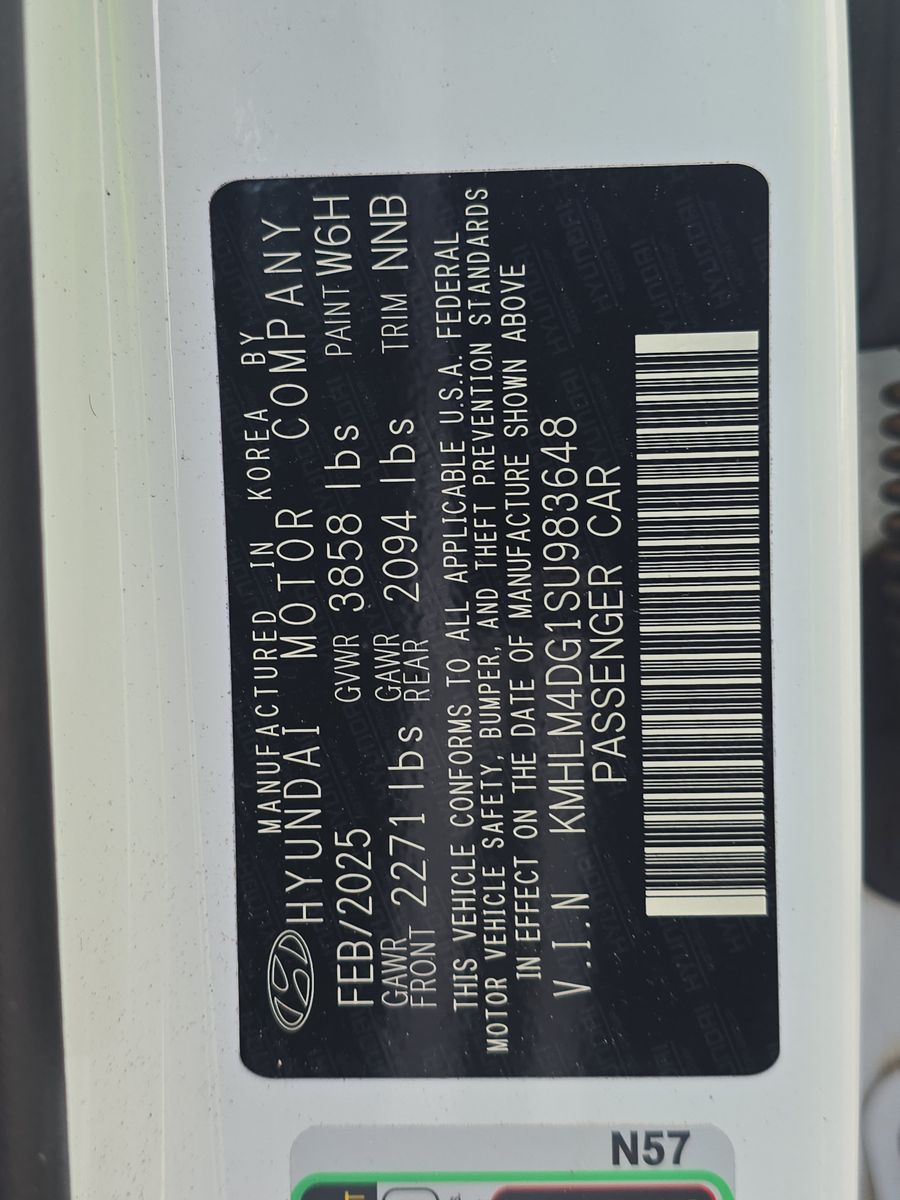 MANUFACTURED IN KOREA BY
HYUNDAI MOTOR COMPANY
FEB/2025 GVWR 3858 lbs PAINT W6H
GAWR FRONT 2271 lbs GAWR REAR 2094 lbs TRIM NNB
THIS VEHICLE CONFORMS TO ALL APPLICABLE U.S.A. FEDERAL
MOTOR VEHICLE SAFETY, BUMPER, AND THEFT PREVENTION STANDARDS
IN EFFECT ON THE DATE OF MANUFACTURE SHOWN ABOVE
V.I.N KMHLM4DG1SU983648
PASSENGER CAR
N57